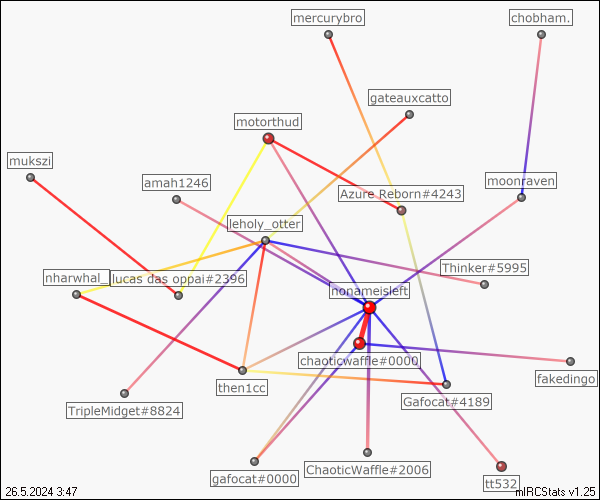 mercurybro
chobham.
gateauxcatto
motorthud
mukszi
amah1246
moonraven
Azure Reborn#4243
leholy_otter
Thinker#5995
nharwhal_
lucas das oppai#2396
nonameisleft
chaoticwaffle#0000
then1cc
fakedingo
TripleMidget#8824
Gafocat#4189
gafocat#0000
ChaoticWaffle#2006
tt532
26.5.2024 3:47
mIRCStats v1.25